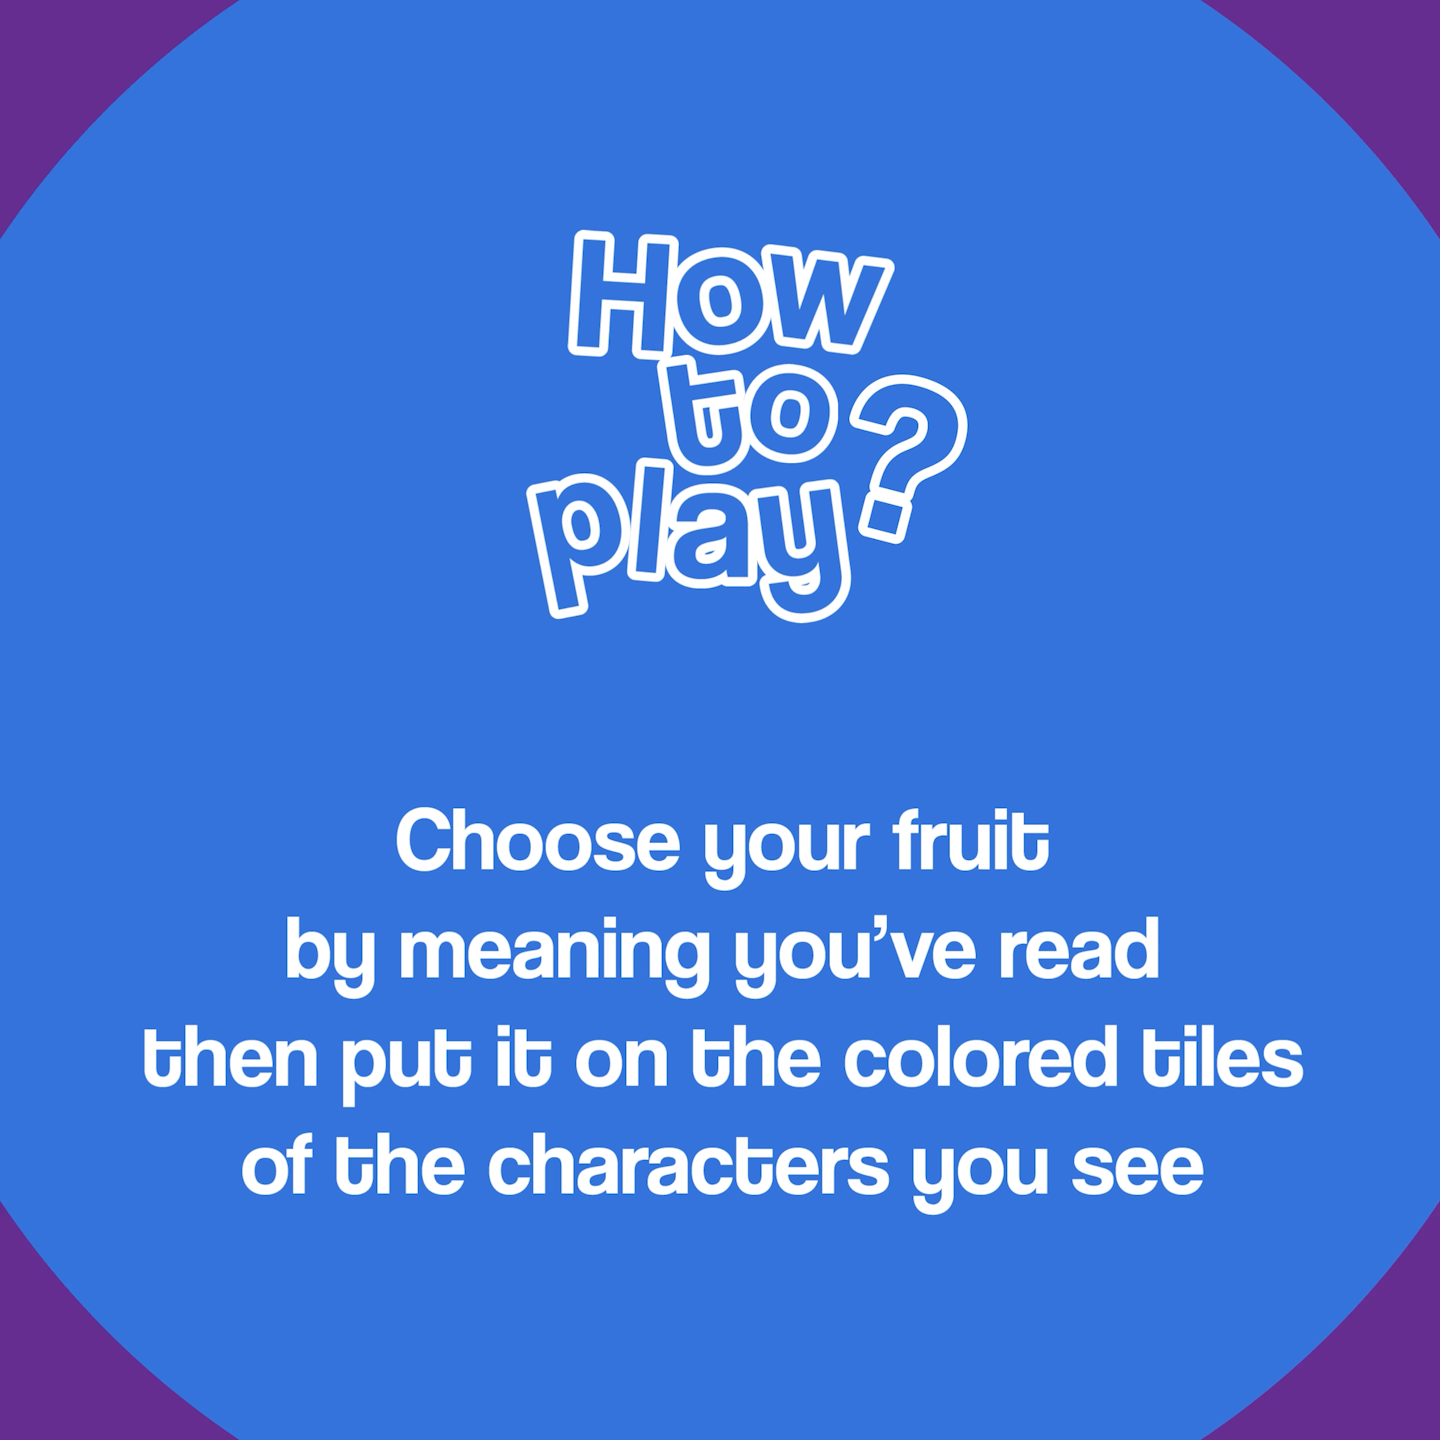 How
to
play?
Choose your fruit
by meaning you’ve read
then put it on the colored tiles
of the characters you see